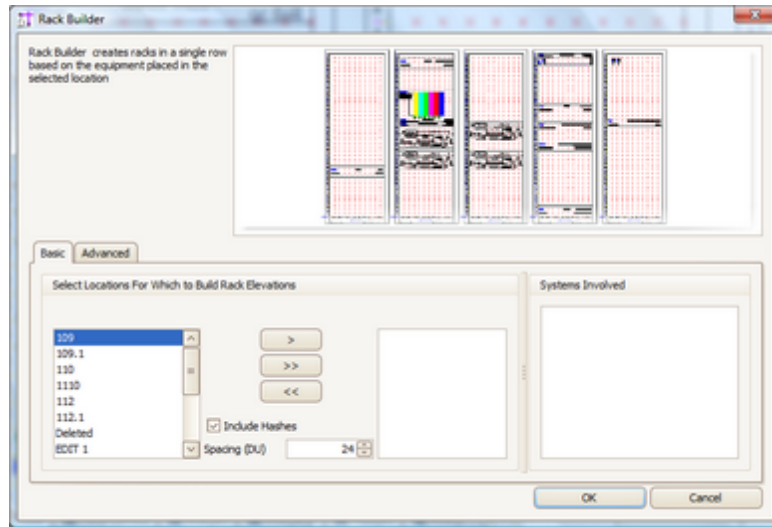 Rack Builder
Rack Builder creates racks in a single row
based on the equipment placed in the
selected location
Basic
Advanced
Select Locations For Which to Build Rack Elevations
Systems Involved
109
109.1
110
1110
112
112.1
Deleted
EDIT 1
>
>>
<<
Include Hashes
Spacing (DU)
24
OK
Cancel